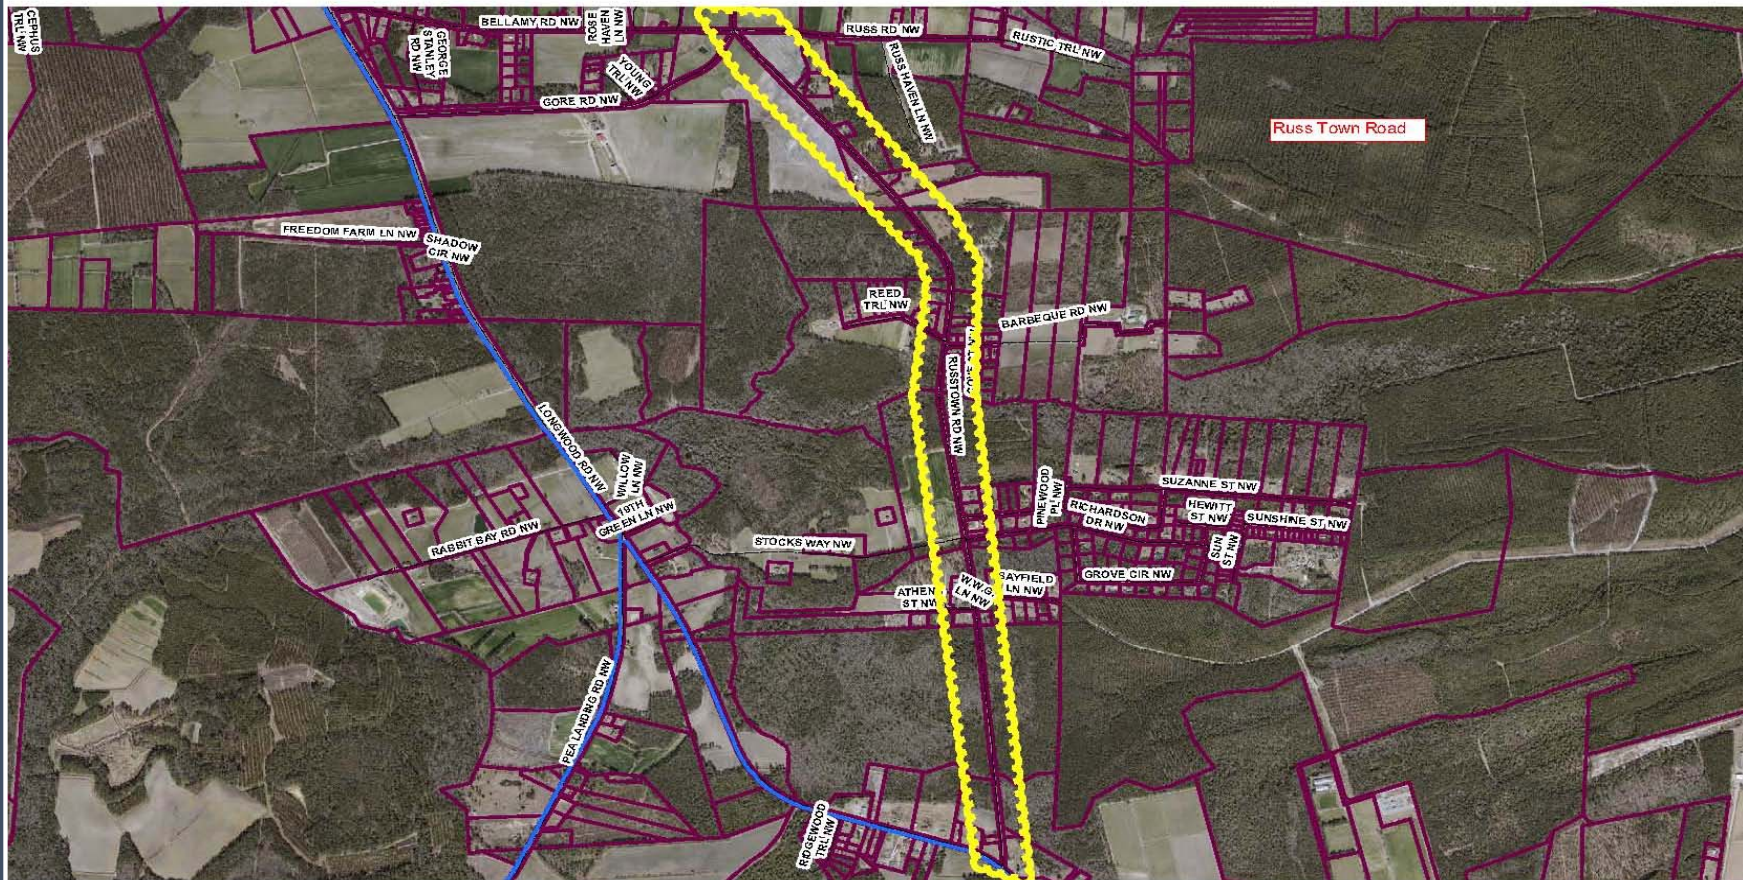 CEPHUS
TRL NW
BELLAMY RD NW
ROSE
HAVEN
LN NW
RUSS RD NW
RUSTIC TRL NW
GEORGE
STANLEY
RD NW
YOUNG
TRL NW
GORE RD NW
RUSS HAVEN LN NW
Russ Town Road
FREEDOM FARM LN NW
SHADOW
CIR NW
REED
TRL NW
BARBEQUE RD NW
RUSSTOWN RD NW
LONGWOOD RD NW
WILLOW
LN NW
19TH
GREEN LN NW
RABBIT BAY RD NW
STOCKS WAY NW
PINEWOOD
PL NW
SUZANNE ST NW
RICHARDSON
DR NW
HEWITT
ST NW
SUNSHINE ST NW
SUN
ST NW
GROVE CIR NW
SAYFIELD
LN NW
W.W.G.
LN NW
ATHENS
ST NW
PEA LANDING RD NW
RIDGEWOOD
TRL NW